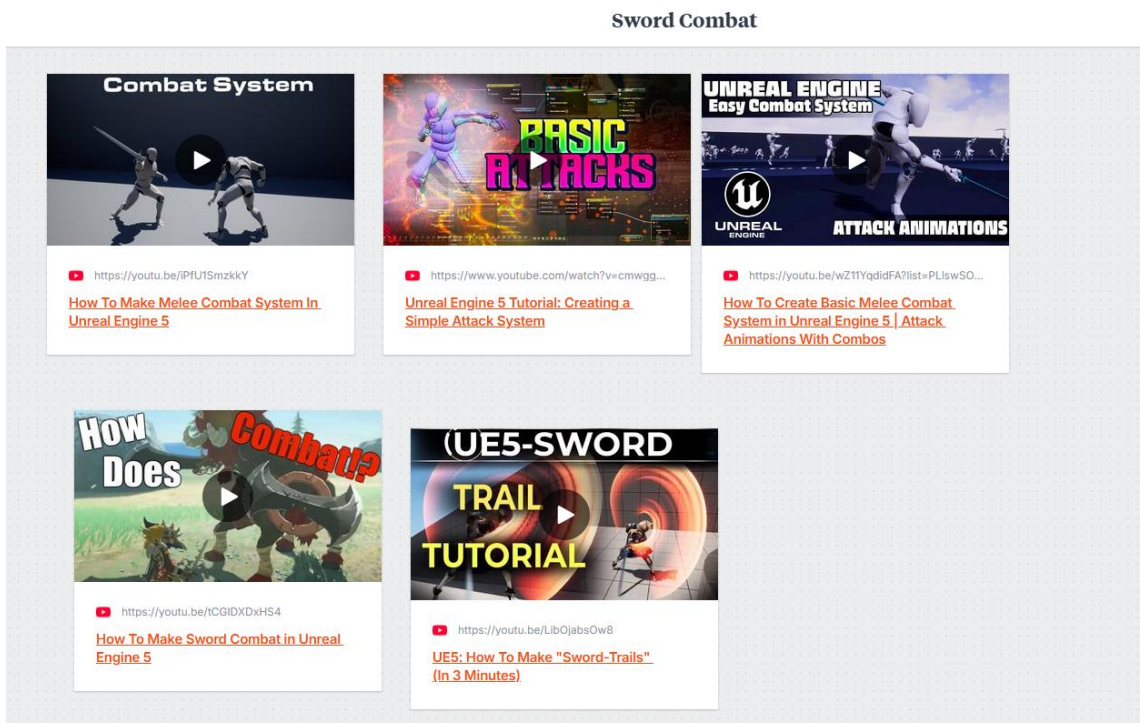 Sword Combat
Combat System
https://youtu.be/iPfU1SmzkkY
How To Make Melee Combat System In
Unreal Engine 5
BASIC
ATTACKS
https://www.youtube.com/watch?v=cmwgg...
Unreal Engine 5 Tutorial: Creating a
Simple Attack System
UNREAL ENGINE
Easy Combat System
UNREAL
ENGINE
ATTACK ANIMATIONS
https://youtu.be/wZ11YqdidFA?list=PLlswSO...
How To Create Basic Melee Combat
System in Unreal Engine 5 | Attack
Animations With Combos
How
Does
Combat!?
https://youtu.be/tCGIDXDxHS4
How To Make Sword Combat in Unreal
Engine 5
(UE5-SWORD
TRAIL
TUTORIAL
https://youtu.be/LibOjabsOw8
UE5: How To Make "Sword-Trails"
(In 3 Minutes)